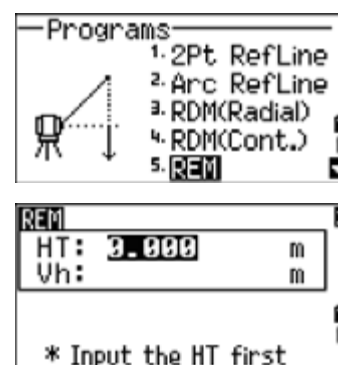 Programs
1. 2Pt RefLine
2. Arc RefLine
3. RDM(Radial)
4. RDM(Cont.)
5. REM
REM
HT: 0.000 m
Vh: m
* Input the HT first